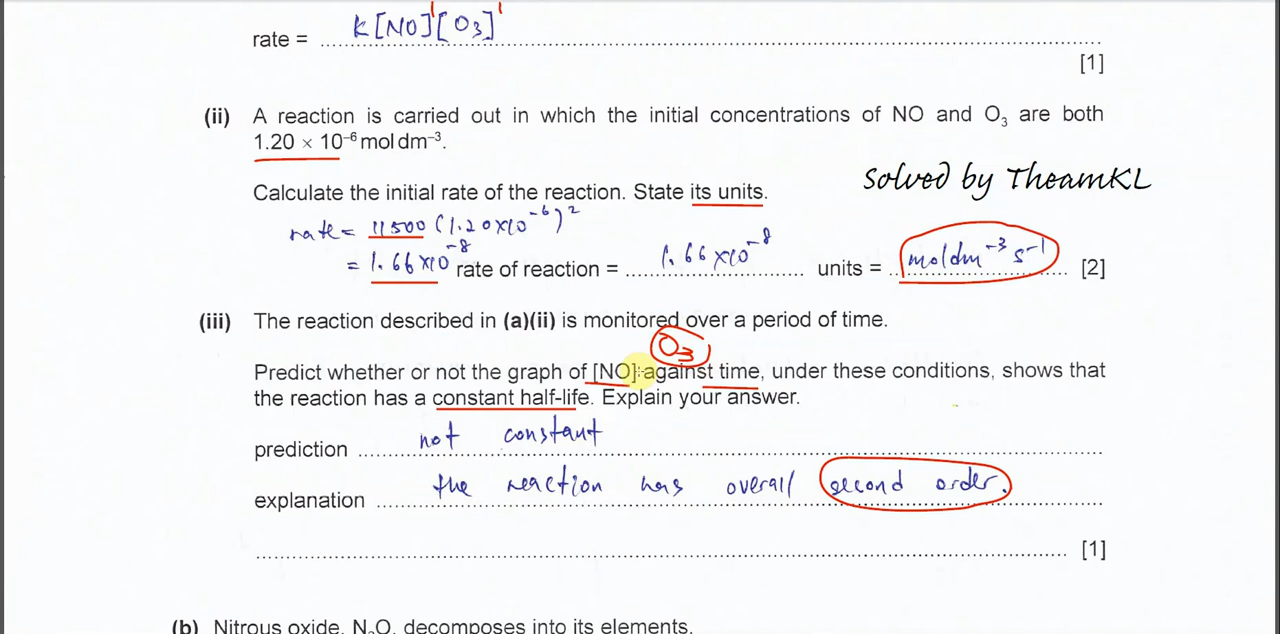 rate = k[NO]¹[O₃]¹
[1]
(ii) A reaction is carried out in which the initial concentrations of NO and O₃ are both
1.20 × 10⁻⁶ mol dm⁻³.
Solved by TheamKL
Calculate the initial rate of the reaction. State its units.
rate = 11500 (1.20×10⁻⁶)²
= 1.66×10⁻⁸ rate of reaction = 1.66×10⁻⁸ units = moldm⁻³ s⁻¹ [2]
(iii) The reaction described in (a)(ii) is monitored over a period of time.
O₃
Predict whether or not the graph of [NO] against time, under these conditions, shows that
the reaction has a constant half-life. Explain your answer.
prediction not constant
explanation the reaction has overall second order.
[1]
(b) Nitrous oxide, N₂O, decomposes into its elements.